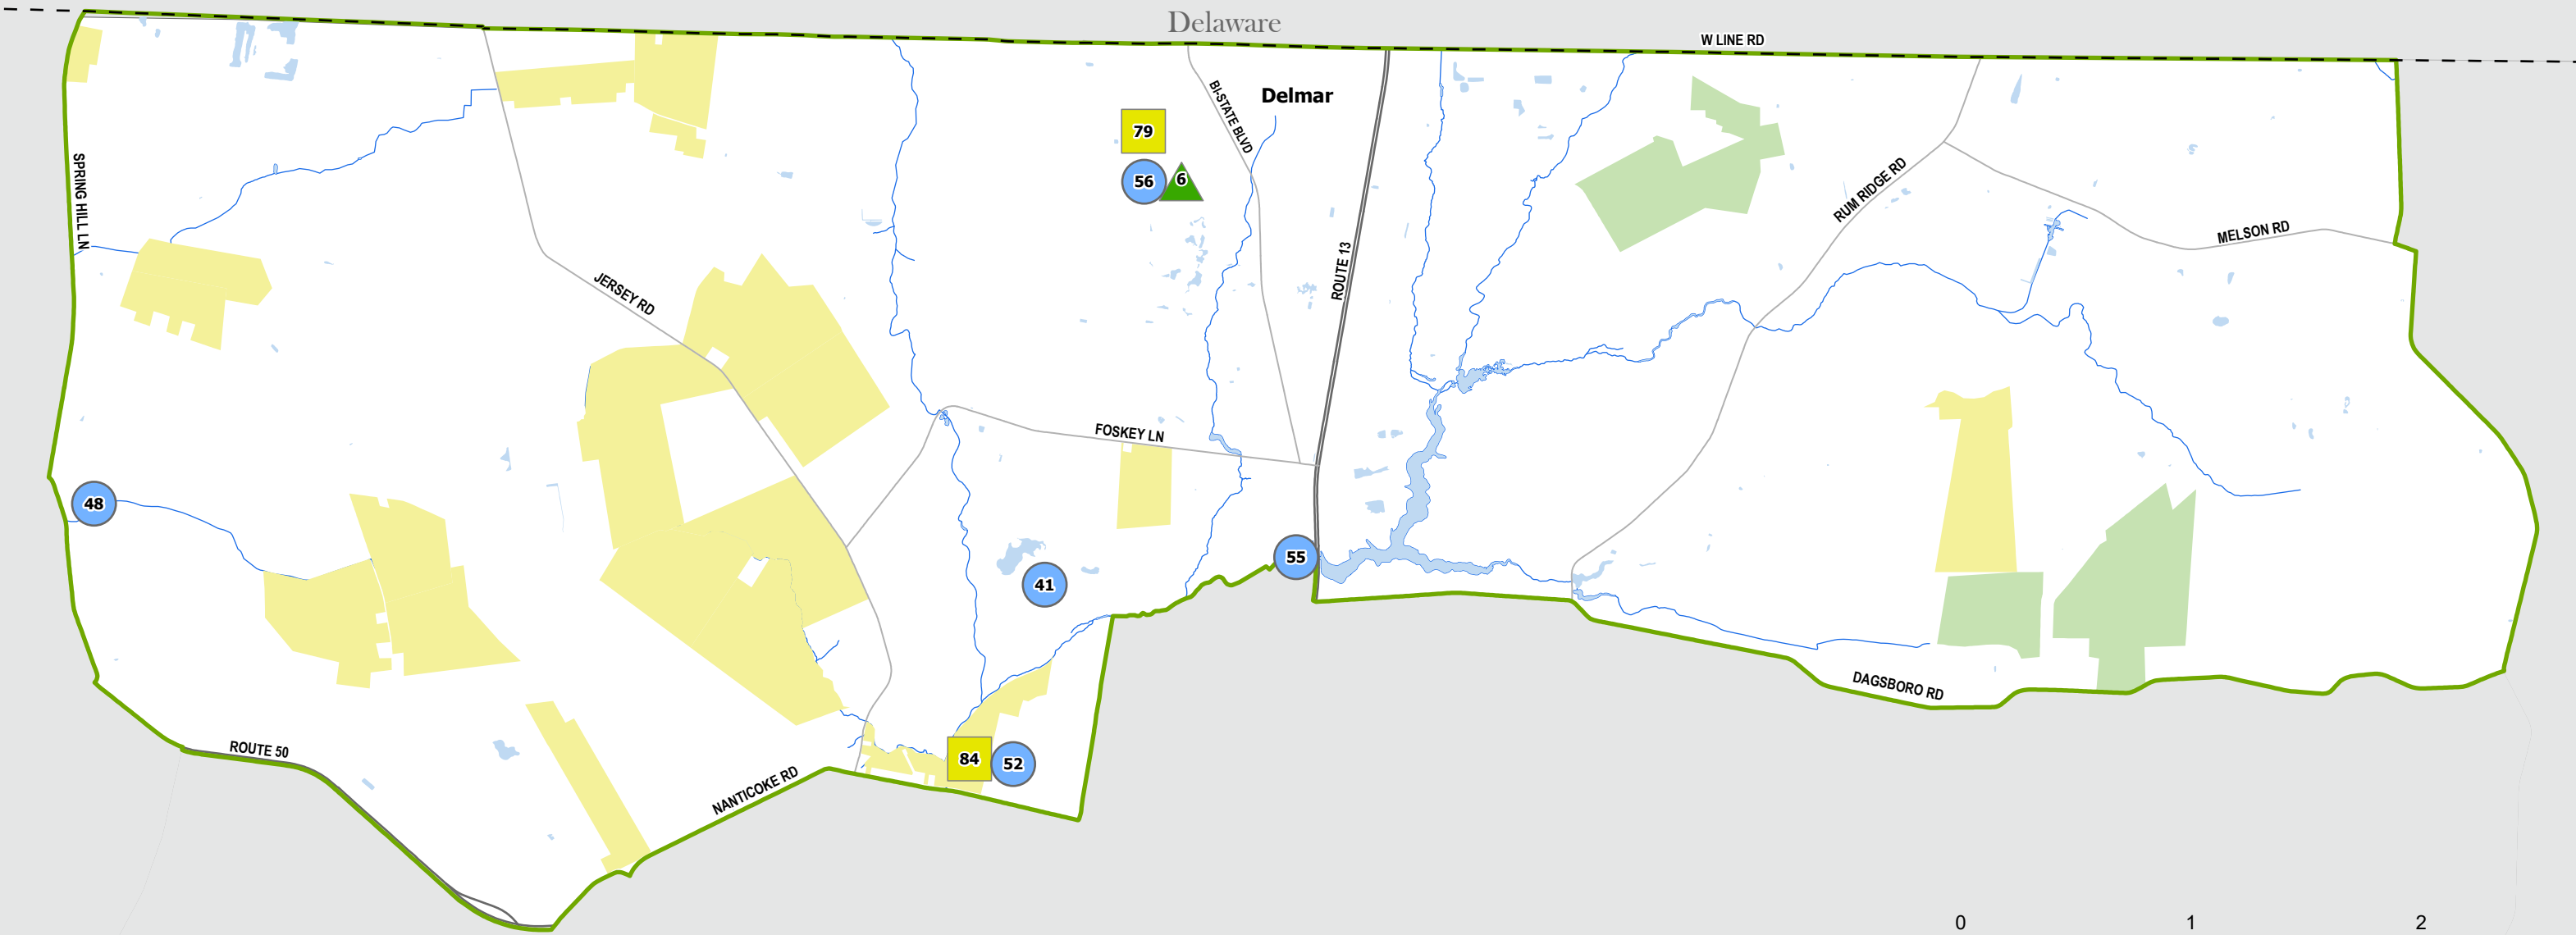 Delaware
W LINE RD
BI-STATE BLVD
Delmar
79
56
6
SPRING HILL LN
RUM RIDGE RD
MELSON RD
JERSEY RD
ROUTE 13
FOSKEY LN
48
55
41
DAGSBORO RD
ROUTE 50
84
52
NANTICOKE RD
0 1 2